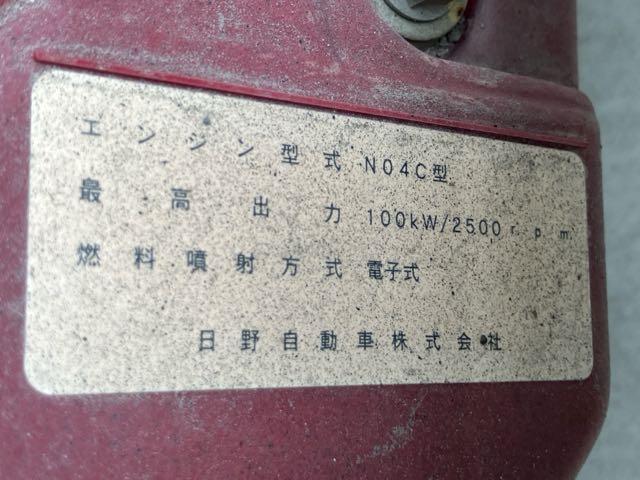 エンジン型式 N04C型
最高出力 100kW/2500r.p.m.
燃料噴射方式 電子式
日野自動車株式会社